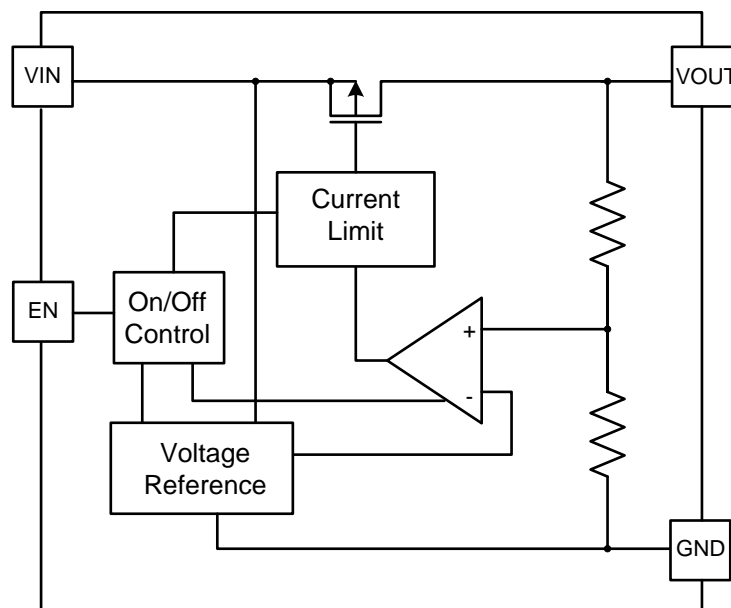 VIN
VOUT
Current
Limit
EN
On/Off
Control
+
-
Voltage
Reference
GND